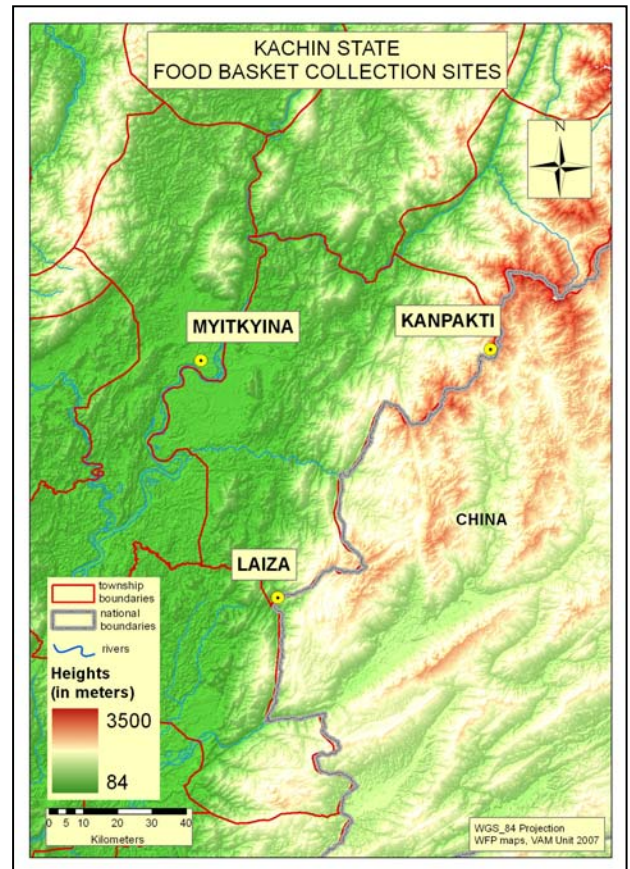 KACHIN STATE
FOOD BASKET COLLECTION SITES
N
MYITKYINA
KANPAKTI
CHINA
LAIZA
township
boundaries
national
boundaries
rivers
Heights
(in meters)
3500
84
0 5 10 20 30 40
Kilometers
WGS_84 Projection
WFP maps, VAM Unit 2007